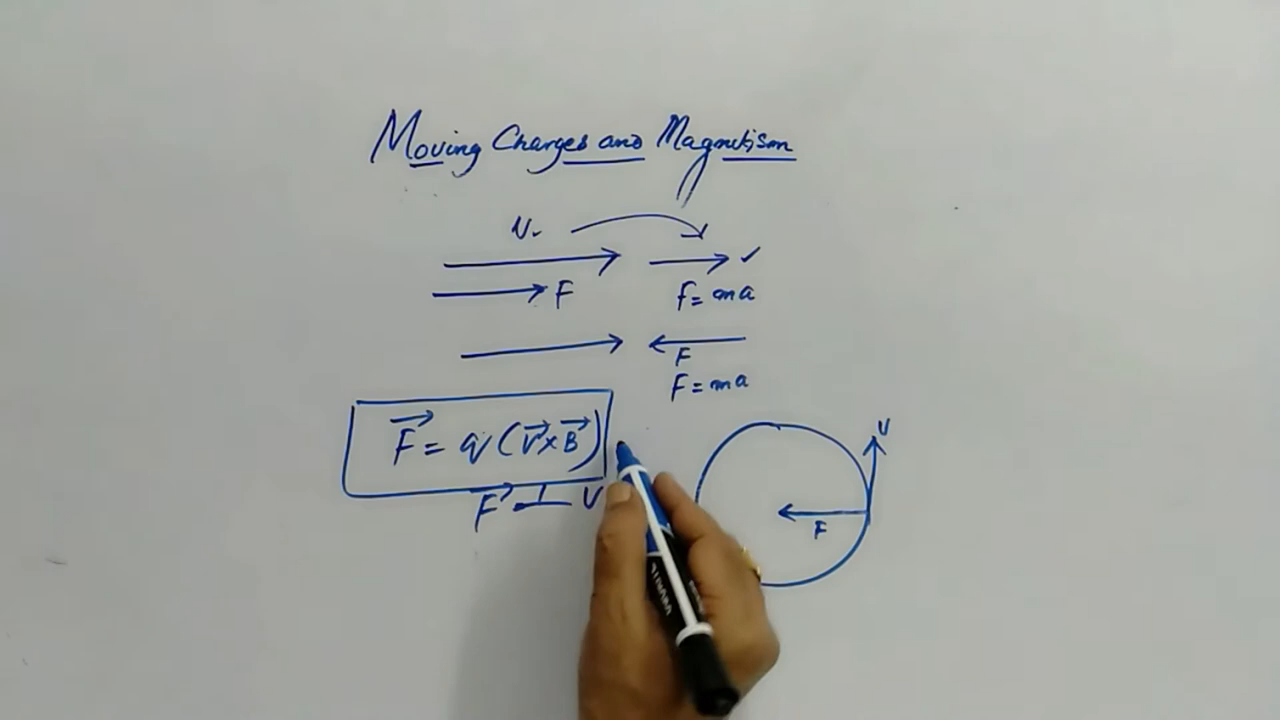 Moving Charges and Magnetism
v.
F
F = ma
F
F = ma
F = q (V×B)
F ⊥ V
v
F